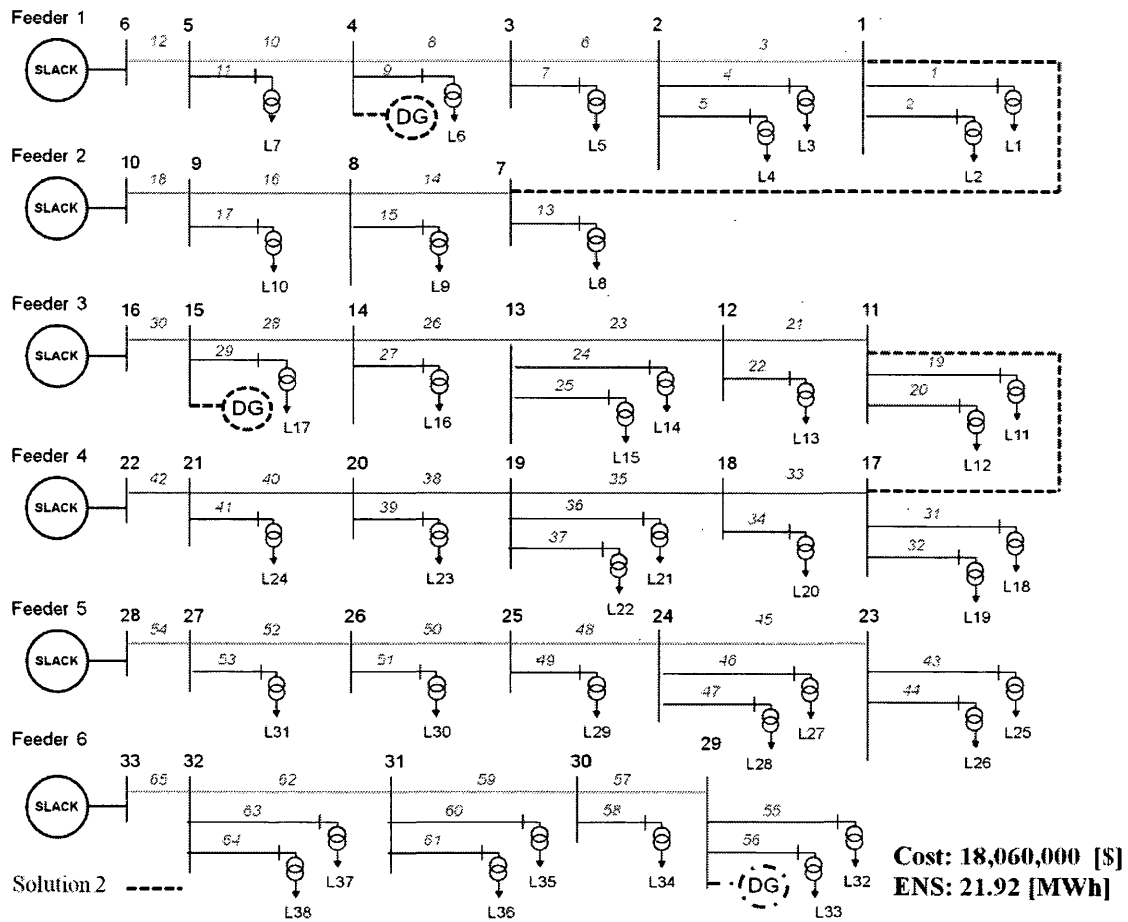 Feeder 1
6 5 4 3 2 1
12 10 8 6 3
SLACK
11 9 7 4 1
5 2
DG
L7 L6 L5 L3 L1
L4 L2
Feeder 2
10 9 8 7
18 16 14
SLACK
17 15 13
L10 L9 L8
Feeder 3
16 15 14 13 12 11
30 28 26 23 21
SLACK
29 27 24 22 19
25 20
DG
L17 L16 L14 L13 L11
L15 L12
Feeder 4
22 21 20 19 18 17
42 40 38 35 33
SLACK
41 39 36 34 31
37 32
L24 L23 L21 L20 L18
L22 L19
Feeder 5
28 27 26 25 24 23
54 52 50 48 45
SLACK
53 51 49 46 43
47 44
L31 L30 L29 L27 L25
L28 L26
Feeder 6
33 32 31 30 29
65 62 59 57
SLACK
63 60 58 55
64 61 56
DG
L37 L35 L34 L32
L38 L36 L33
Solution 2
Cost: 18,060,000 [$]
ENS: 21.92 [MWh]